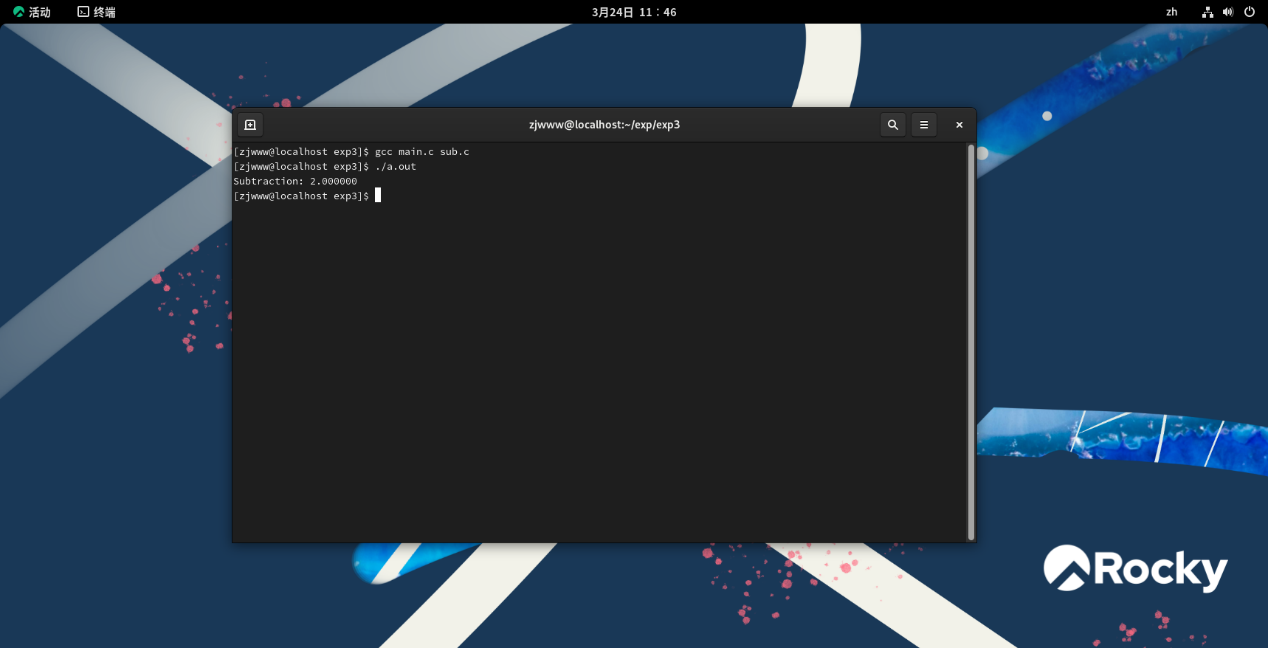 活动 终端 3月24日 11：46 zh
zjwww@localhost:~/exp/exp3
[zjwww@localhost exp3]$ gcc main.c sub.c
[zjwww@localhost exp3]$ ./a.out
Subtraction: 2.000000
[zjwww@localhost exp3]$
Rocky